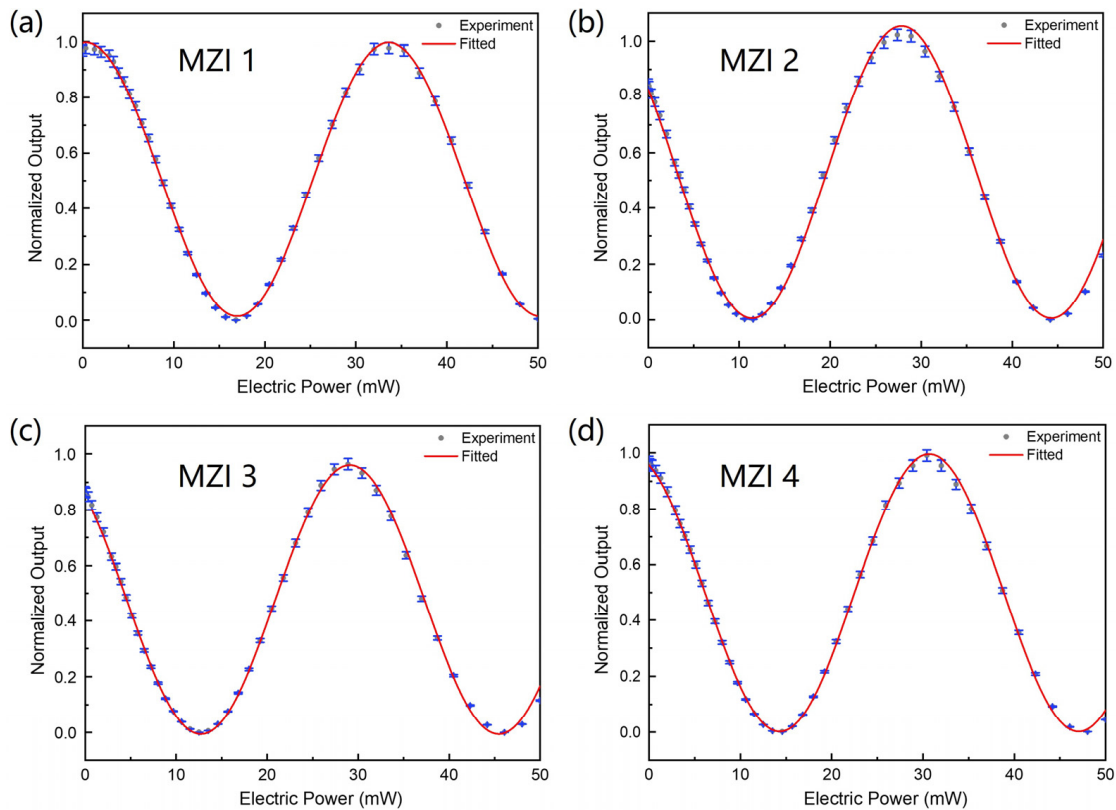 (a)
MZI 1
Experiment
Fitted
Normalized Output
1.0
0.8
0.6
0.4
0.2
0.0
0 10 20 30 40 50
Electric Power (mW)
(b)
MZI 2
Experiment
Fitted
Normalized Output
1.0
0.8
0.6
0.4
0.2
0.0
0 10 20 30 40 50
Electric Power (mW)
(c)
MZI 3
Experiment
Fitted
Normalized Output
1.0
0.8
0.6
0.4
0.2
0.0
0 10 20 30 40 50
Electric Power (mW)
(d)
MZI 4
Experiment
Fitted
Normalized Output
1.0
0.8
0.6
0.4
0.2
0.0
0 10 20 30 40 50
Electric Power (mW)